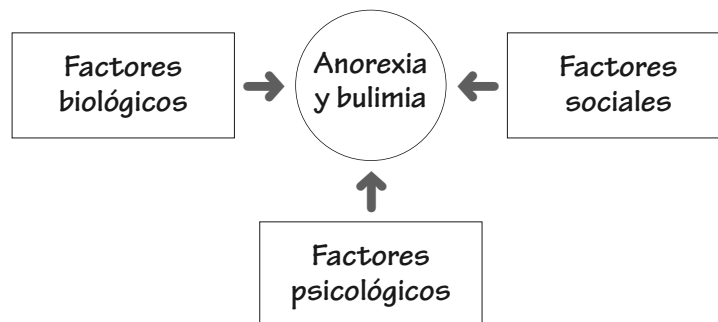 Factores
biológicos
Anorexia
y bulimia
Factores
sociales
Factores
psicológicos